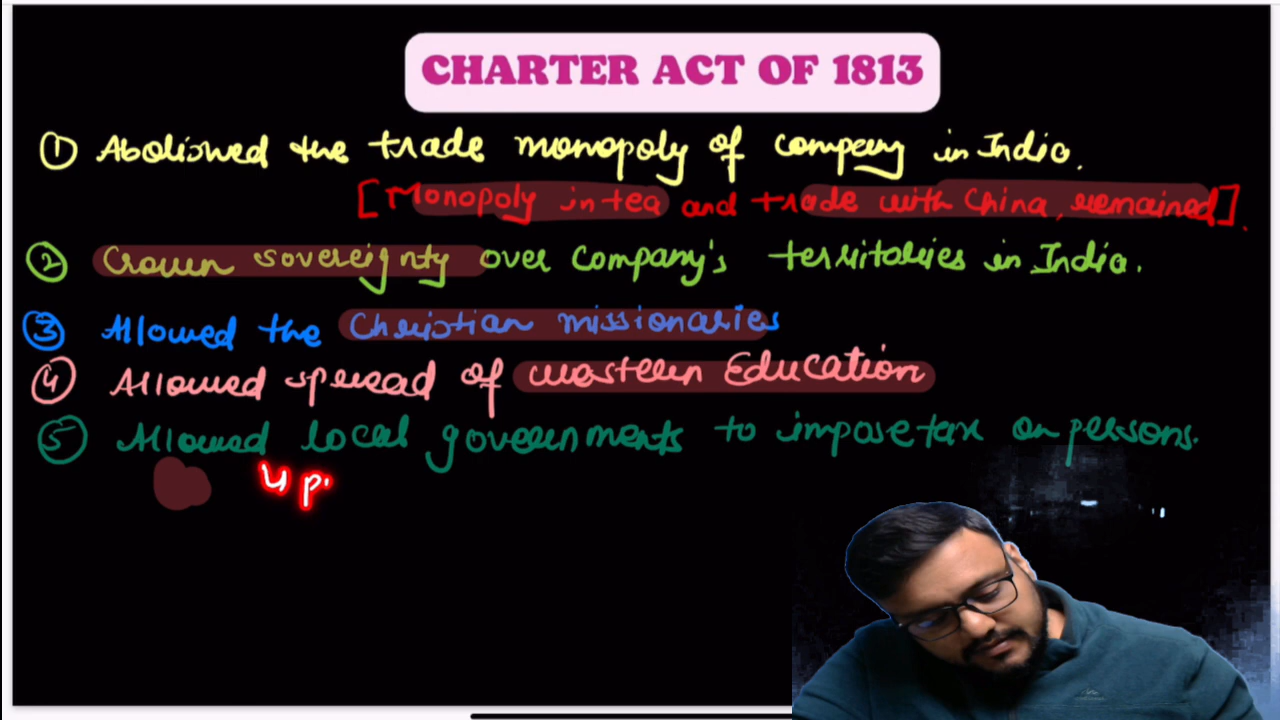 CHARTER ACT OF 1813
① Abolished the trade monopoly of company in India.
[Monopoly in tea and trade with China, remained].
② Crown sovereignty over Company's territories in India.
③ Allowed the Christian missionaries
④ Allowed spread of western Education
⑤ Allowed local governments to impose tax on persons.
4 p.